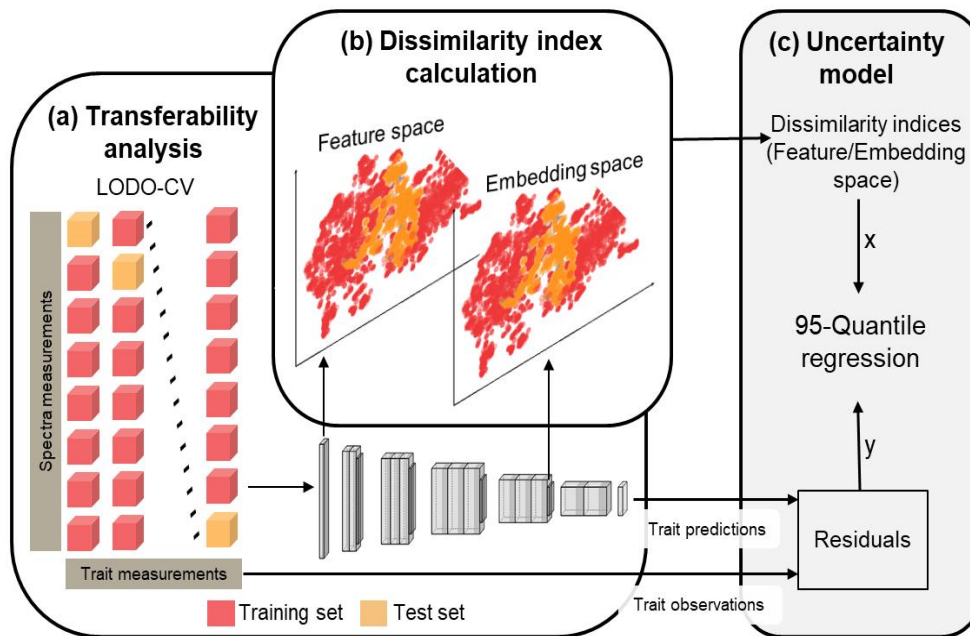 (a) Transferability
analysis
LODO-CV
Spectra measurements
Trait measurements
Training set
Test set
(b) Dissimilarity index
calculation
Feature space
Embedding space
(c) Uncertainty
model
Dissimilarity indices
(Feature/Embedding
space)
x
95-Quantile
regression
y
Residuals
Trait predictions
Trait observations